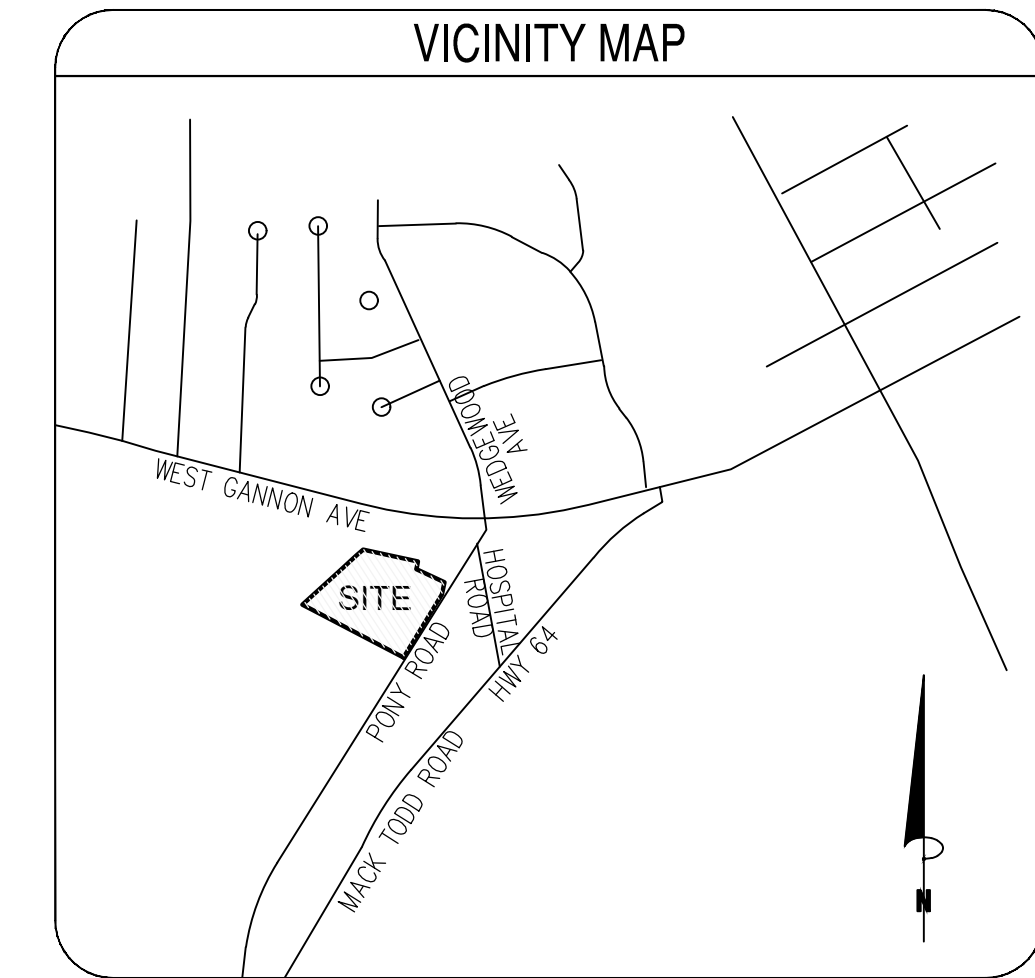 VICINITY MAP
WEDGEWOOD
AVE
WEST GANNON AVE
HOSPITAL
ROAD
SITE
PONY ROAD
HWY 64
MACK TODD ROAD
N